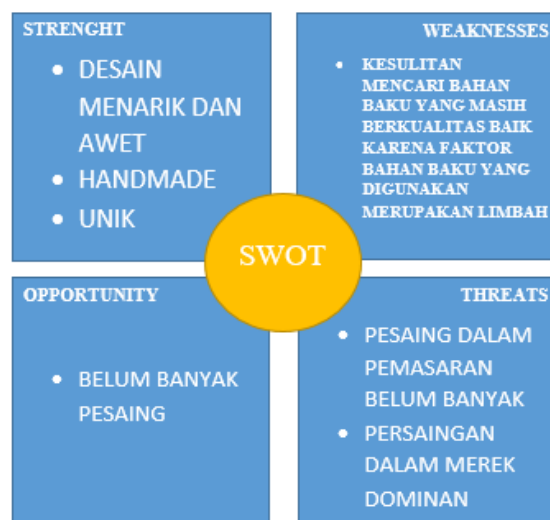 STRENGHT
• DESAIN
MENARIK DAN
AWET
• HANDMADE
• UNIK
WEAKNESSES
• KESULITAN
MENCARI BAHAN
BAKU YANG MASIH
BERKUALITAS BAIK
KARENA FAKTOR
BAHAN BAKU YANG
DIGUNAKAN
MERUPAKAN LIMBAH
SWOT
OPPORTUNITY
• BELUM BANYAK
PESAING
THREATS
• PESAING DALAM
PEMASARAN
BELUM BANYAK
• PERSAINGAN
DALAM MEREK
DOMINAN